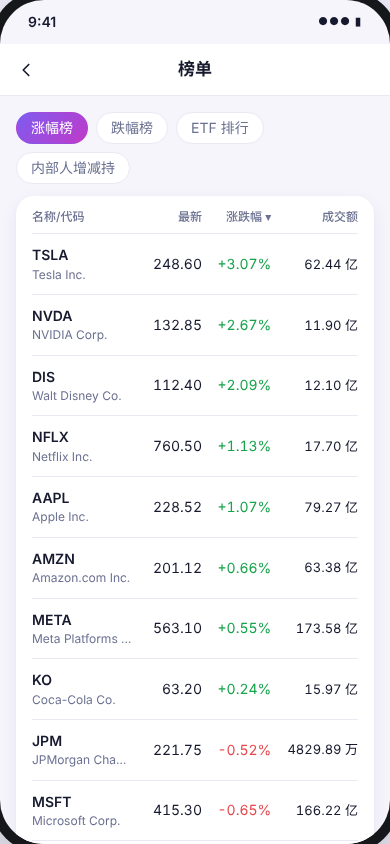 9:41
榜单
涨幅榜 跌幅榜 ETF 排行
内部人增减持
名称/代码 最新 涨跌幅 ▾ 成交额
TSLA
Tesla Inc. 248.60 +3.07% 62.44 亿
NVDA
NVIDIA Corp. 132.85 +2.67% 11.90 亿
DIS
Walt Disney Co. 112.40 +2.09% 12.10 亿
NFLX
Netflix Inc. 760.50 +1.13% 17.70 亿
AAPL
Apple Inc. 228.52 +1.07% 79.27 亿
AMZN
Amazon.com Inc. 201.12 +0.66% 63.38 亿
META
Meta Platforms ... 563.10 +0.55% 173.58 亿
KO
Coca-Cola Co. 63.20 +0.24% 15.97 亿
JPM
JPMorgan Cha... 221.75 -0.52% 4829.89 万
MSFT
Microsoft Corp. 415.30 -0.65% 166.22 亿